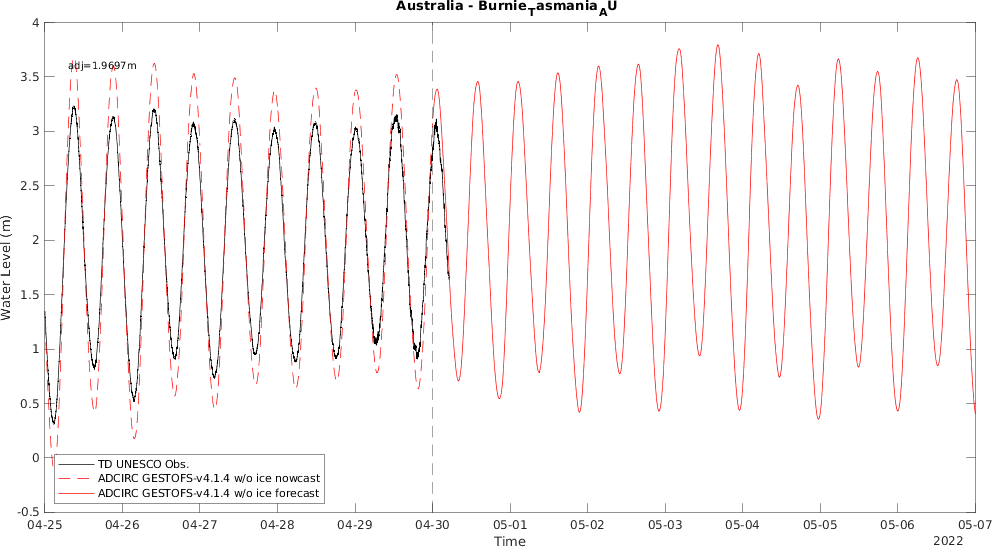 Australia - Burnie_Tasmania_AU
adj=1.9697m
4
3.5
3
2.5
2
1.5
1
0.5
0
-0.5
Water Level (m)
TD UNESCO Obs.
ADCIRC GESTOFS-v4.1.4 w/o ice nowcast
ADCIRC GESTOFS-v4.1.4 w/o ice forecast
04-25 04-26 04-27 04-28 04-29 04-30 05-01 05-02 05-03 05-04 05-05 05-06 05-07
Time
2022